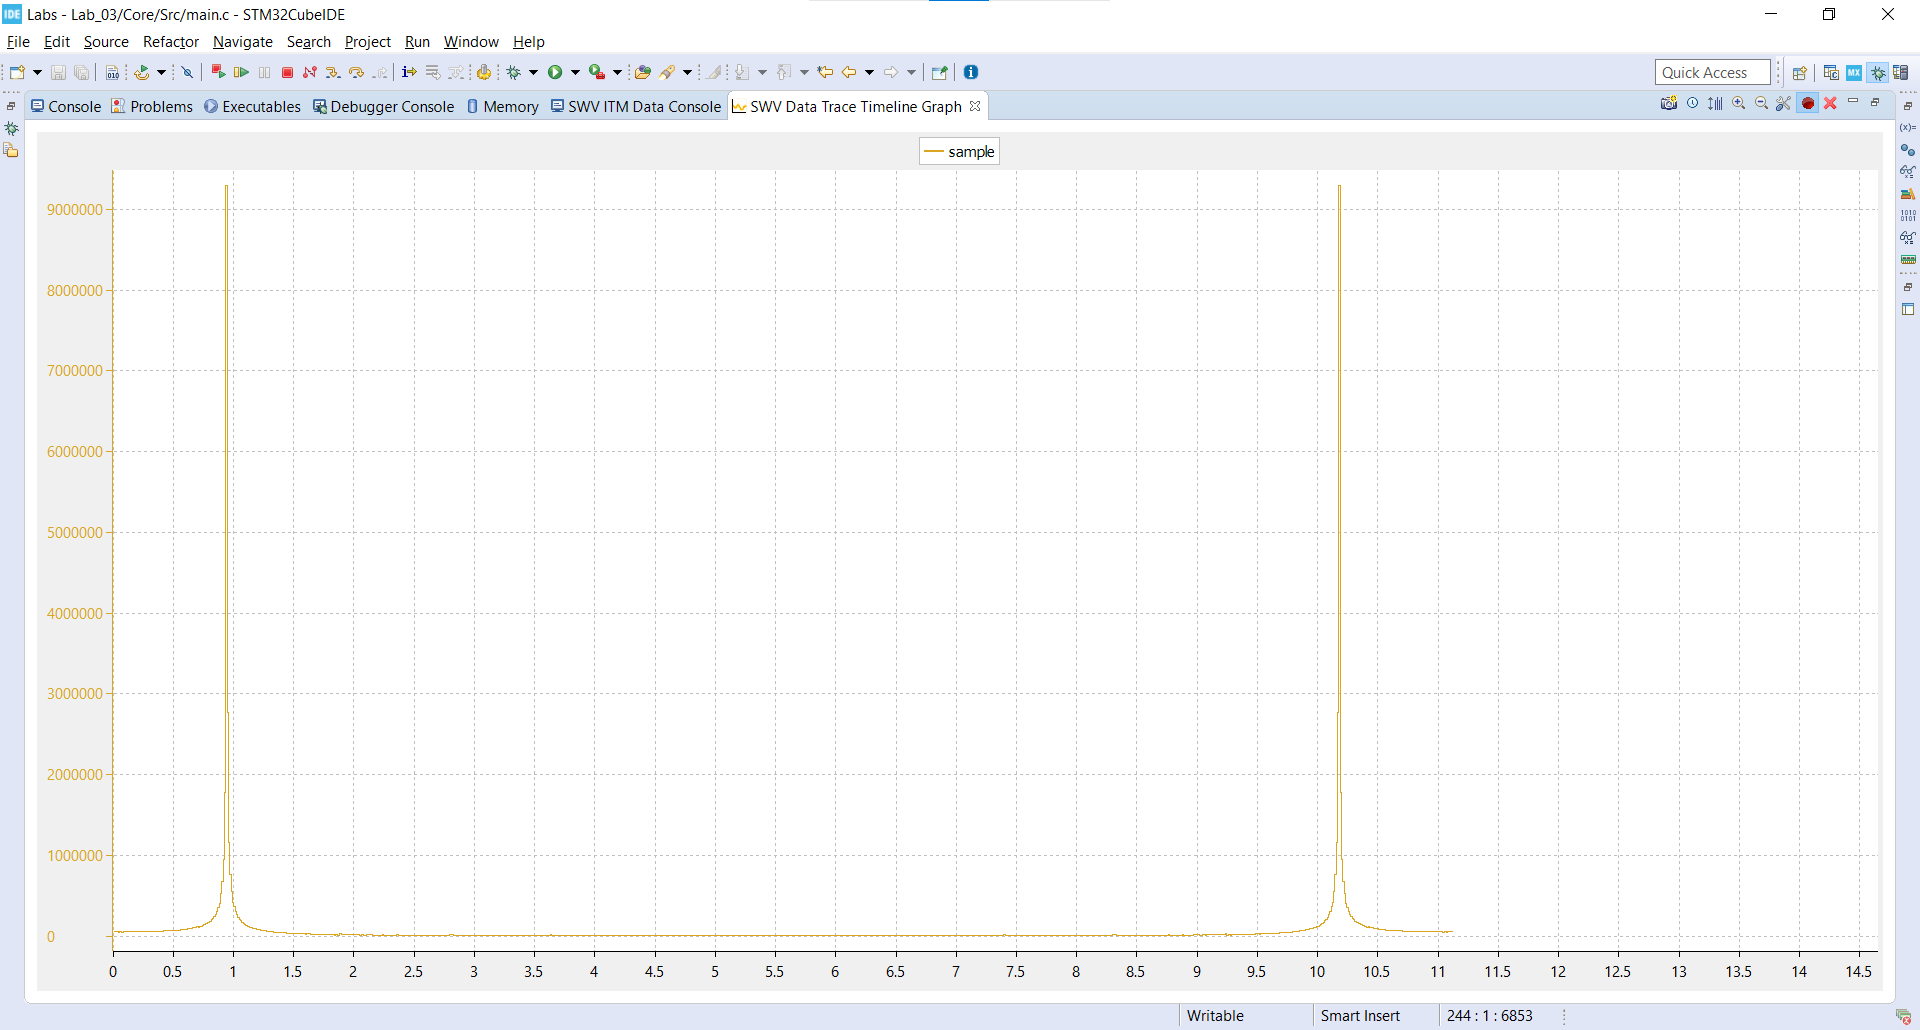 IDE Labs - Lab_03/Core/Src/main.c - STM32CubeIDE
File Edit Source Refactor Navigate Search Project Run Window Help
010 Quick Access MX
Console Problems Executables Debugger Console Memory SWV ITM Data Console SWV Data Trace Timeline Graph
(x)=
1010
0101
sample
9000000
8000000
7000000
6000000
5000000
4000000
3000000
2000000
1000000
0
0 0.5 1 1.5 2 2.5 3 3.5 4 4.5 5 5.5 6 6.5 7 7.5 8 8.5 9 9.5 10 10.5 11 11.5 12 12.5 13 13.5 14 14.5
Writable Smart Insert 244 : 1 : 6853